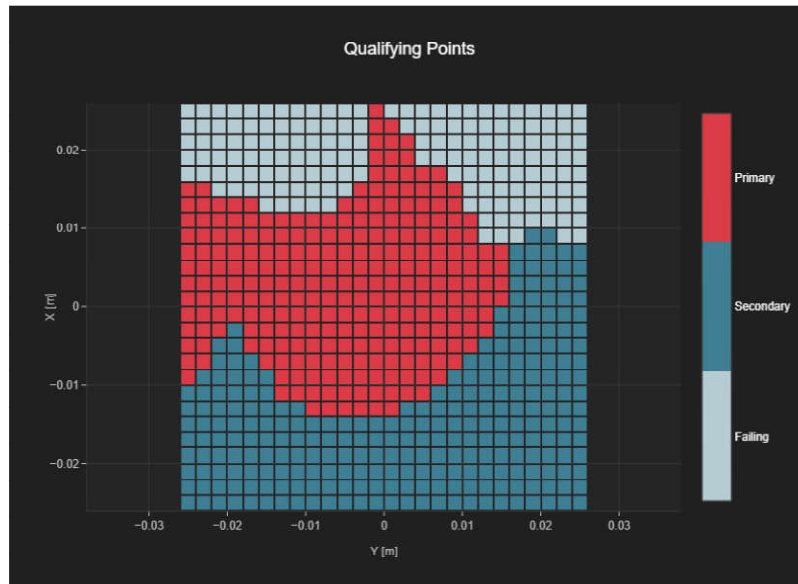 Qualifying Points
0.02
0.01
0
−0.01
−0.02
X [m]
−0.03
−0.02
−0.01
0
0.01
0.02
0.03
Y [m]
Primary
Secondary
Failing